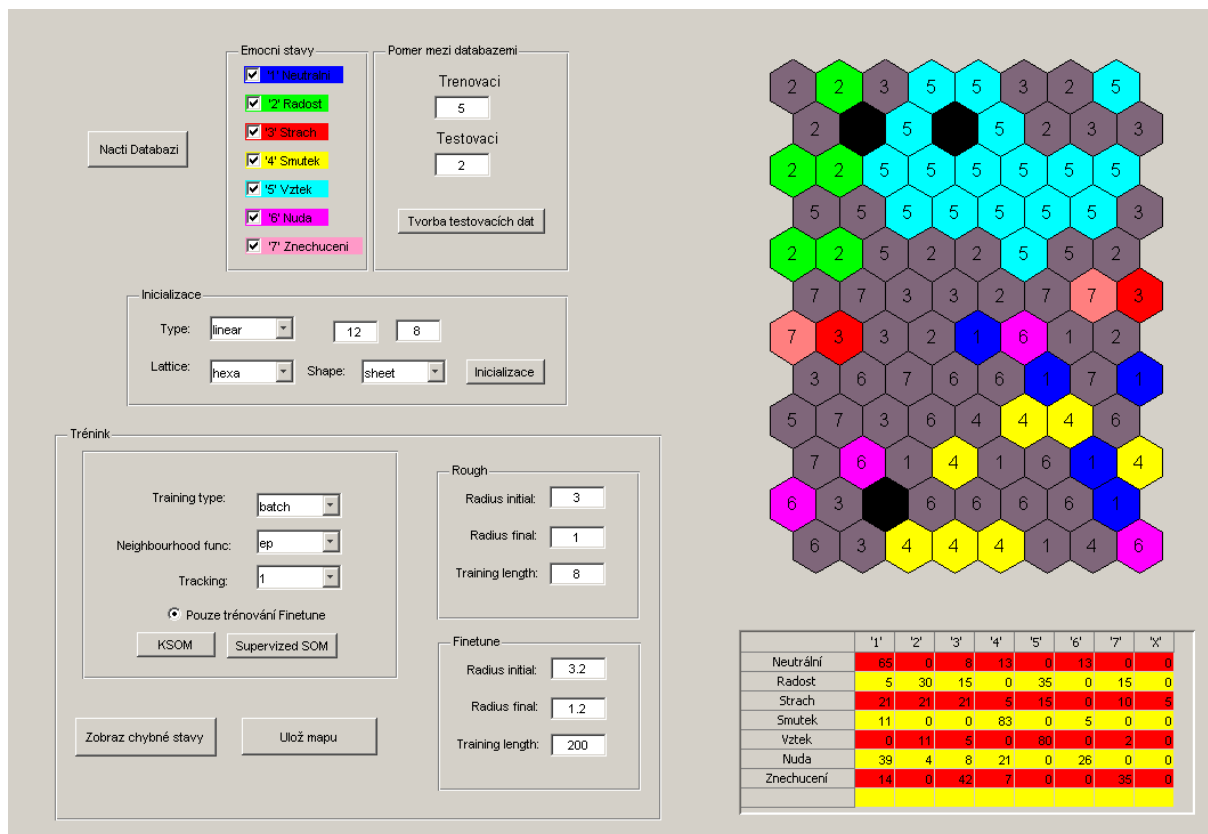 Emocni stavy
'1' Neutralni
'2' Radost
'3' Strach
'4' Smutek
'5' Vztek
'6' Nuda
'7' Znechuceni
Pomer mezi databazemi
Trenovaci
5
Testovaci
2
Tvorba testovacích dat
Nacti Databazi
Inicializace
Type: linear 12 8
Lattice: hexa Shape: sheet Inicializace
Trénink
Training type: batch
Neighbourhood func: ep
Tracking: 1
Pouze trénování Finetune
KSOM Supervized SOM
Rough
Radius initial: 3
Radius final: 1
Training length: 8
Finetune
Radius initial: 3.2
Radius final: 1.2
Training length: 200
Zobraz chybné stavy Ulož mapu
2 2 3 5 5 3 2 5
2 5 5 2 3 3
2 2 5 5 5 5 5 5
5 5 5 5 5 5 5 3
2 2 5 2 2 5 5 2
7 7 3 3 2 7 7 3
7 3 3 2 1 6 1 2
3 6 7 6 6 1 7 1
5 7 3 6 4 4 4 6
7 6 1 4 1 6 1 4
6 3 6 6 6 6 1
6 3 4 4 4 1 4 6
'1' '2' '3' '4' '5' '6' '7' 'X'
Neutrální 65 0 8 13 0 13 0 0
Radost 5 30 15 0 35 0 15 0
Strach 21 21 21 5 15 0 10 5
Smutek 11 0 0 83 0 5 0 0
Vztek 0 11 5 0 80 0 2 0
Nuda 39 4 8 21 0 26 0 0
Znechucení 14 0 42 7 0 0 35 0